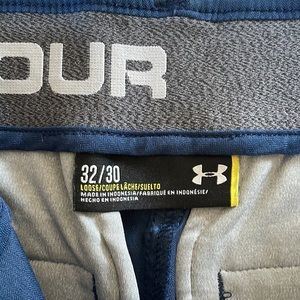 OUR
32/30
LOOSE/COUPE LÂCHE/SUELTO
MADE IN INDONESIA/FABRIQUÉ EN INDONÉSIE/
HECHO EN INDONESIA